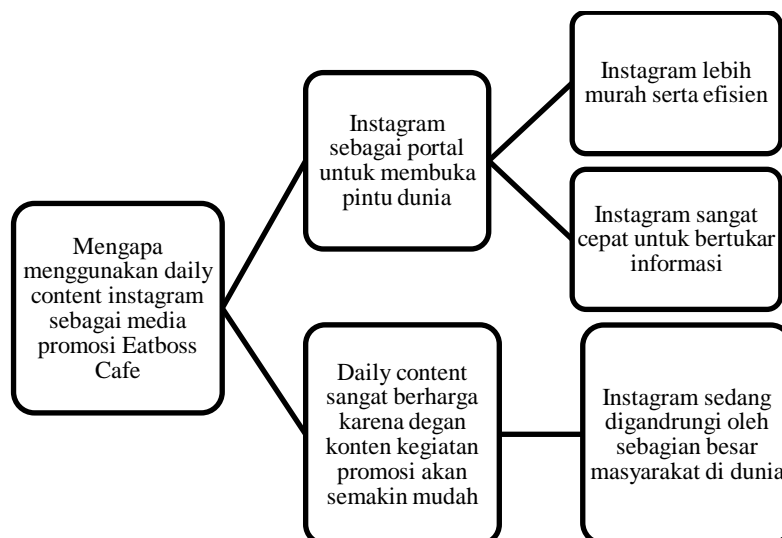 Mengapa
menggunakan daily
content instagram
sebagai media
promosi Eatboss
Cafe
Instagram
sebagai portal
untuk membuka
pintu dunia
Instagram lebih
murah serta efisien
Instagram sangat
cepat untuk bertukar
informasi
Daily content
sangat berharga
karena degan
konten kegiatan
promosi akan
semakin mudah
Instagram sedang
digandrungi oleh
sebagian besar
masyarakat di dunia